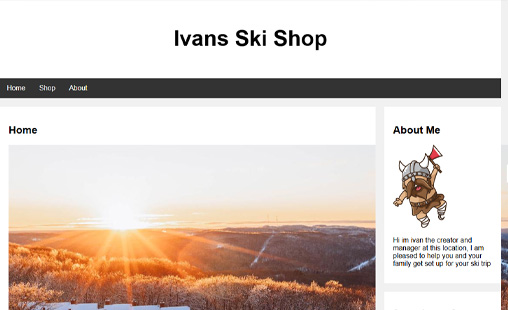 Ivans Ski Shop
Home Shop About
Home
About Me
Hi im ivan the creator and
manager at this location, I am
pleased to help you and your
family get set up for your ski trip